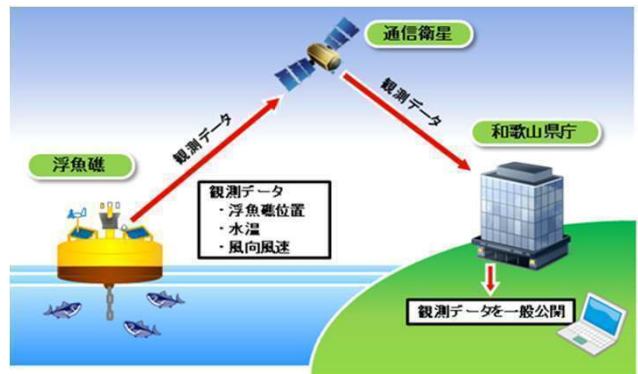 通信衛星
観測データ
観測データ
和歌山県庁
浮魚礁
観測データ
・浮魚礁位置
・水温
・風向風速
観測データを一般公開